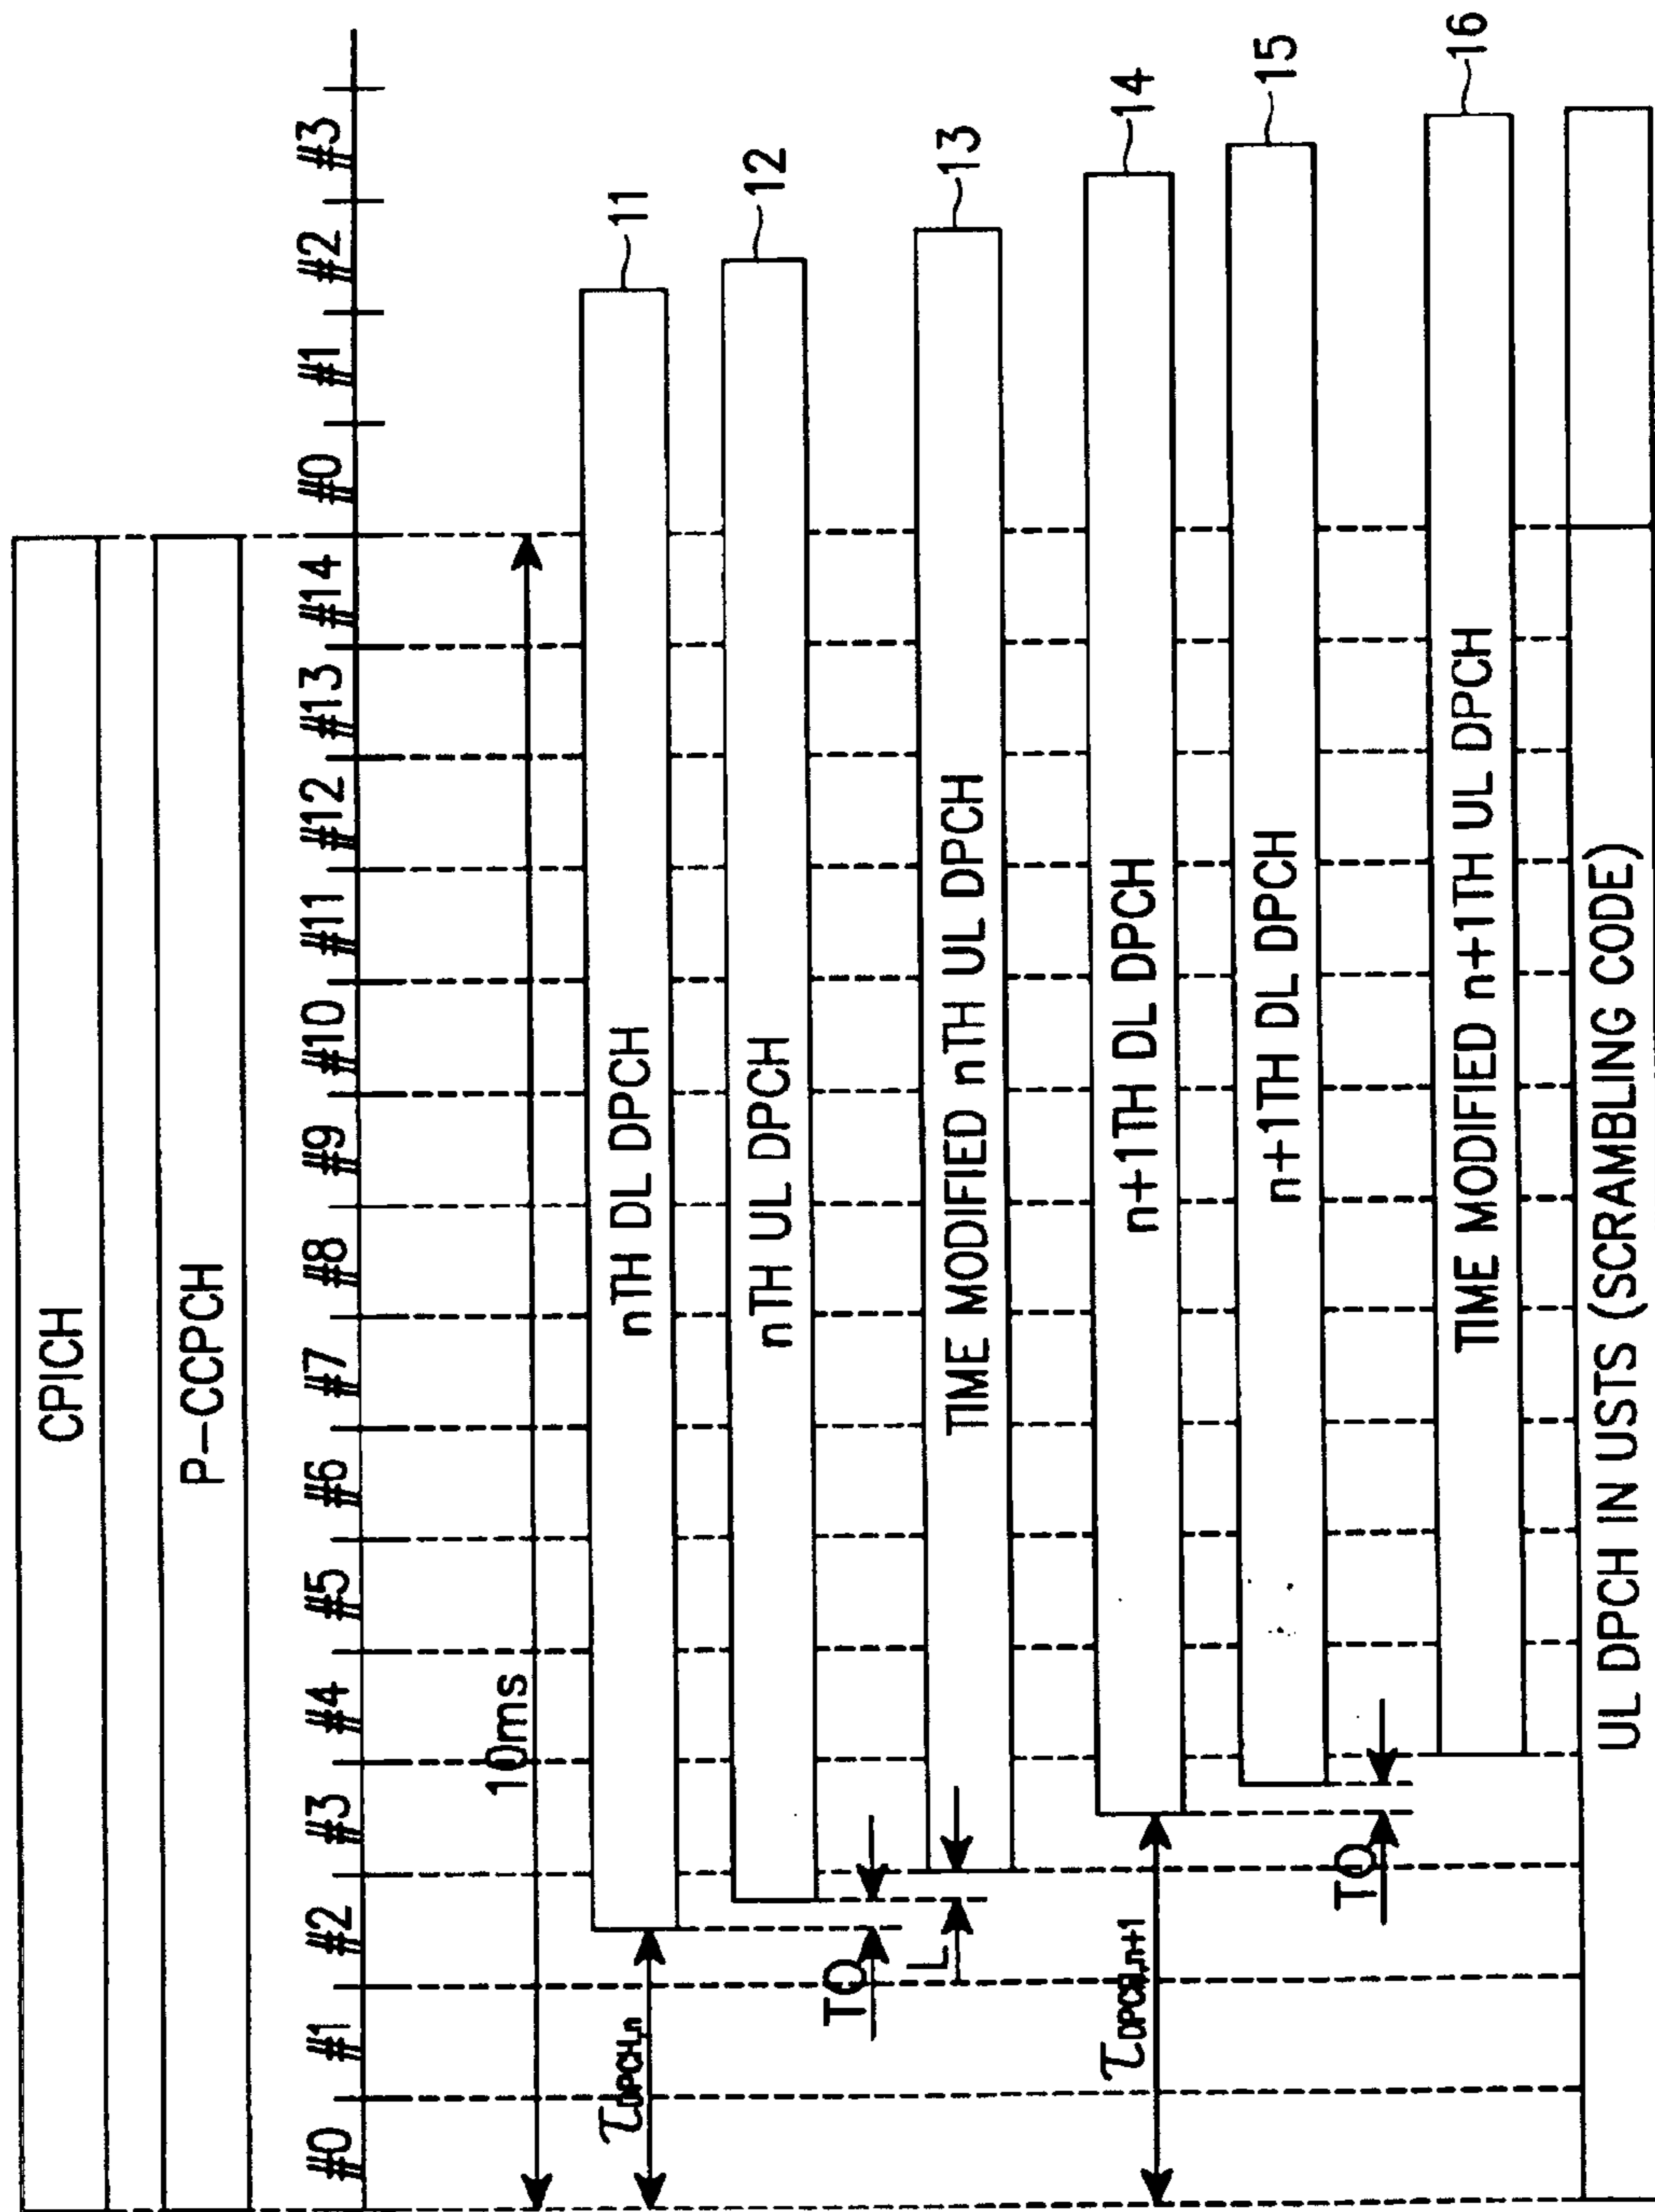 CPICH
P-CCPCH
#0 #1 #2 #3 #4 #5 #6 #7 #8 #9 #10 #11 #12 #13 #14 #0 #1 #2 #3
10ms
τDPCH,n
nTH DL DPCH
11
nTH UL DPCH
12
TO
L
TIME MODIFIED nTH UL DPCH
13
τDPCH,n+1
n+1TH DL DPCH
14
n+1TH DL DPCH
15
TO
TIME MODIFIED n+1TH UL DPCH
16
UL DPCH IN USTS (SCRAMBLING CODE)